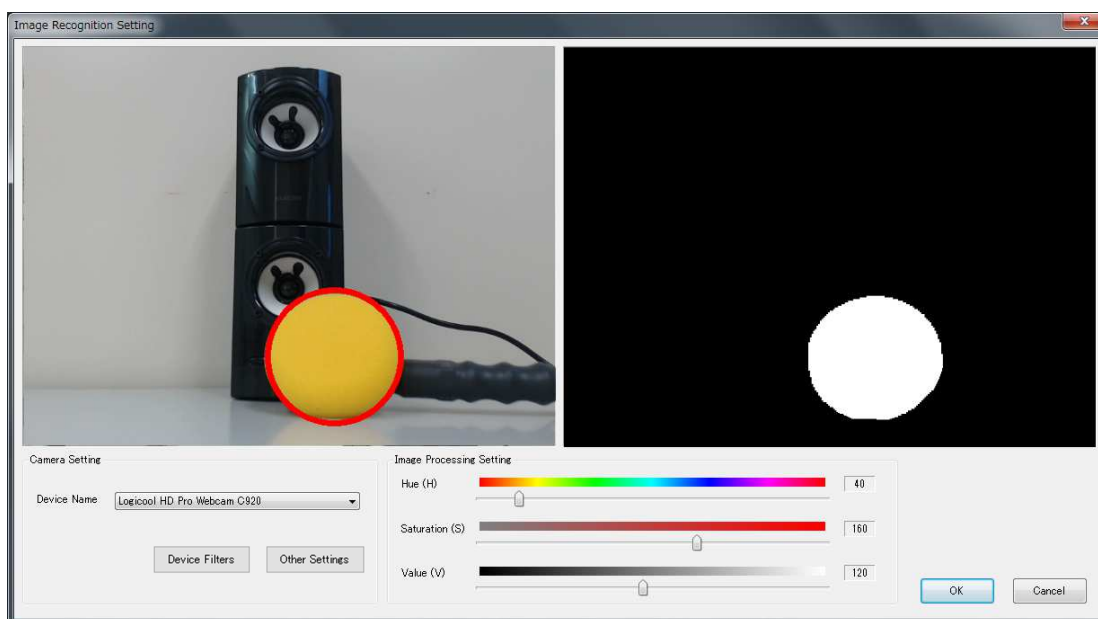 Image Recognition Setting
Camera Setting
Device Name
Logicool HD Pro Webcam C920
Device Filters
Other Settings
Image Processing Setting
Hue (H)
40
Saturation (S)
160
Value (V)
120
OK
Cancel